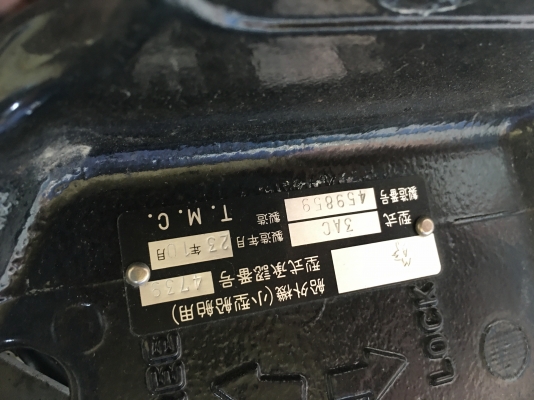 船外機(小型船舶用)
型式承認番号
型式 3AC 製造年月 23年10月
製造番号 459859 製造 T.M.C.
LOCK